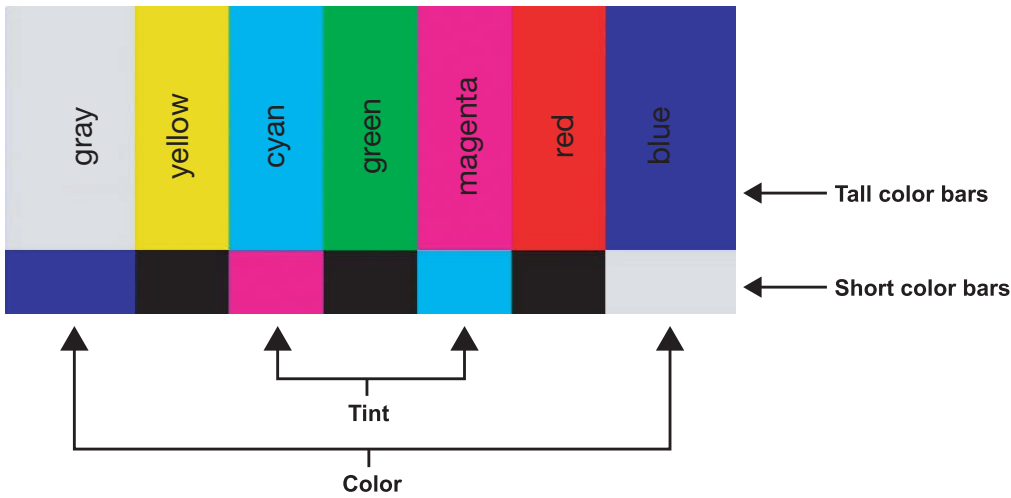 gray
yellow
cyan
green
magenta
red
blue
Tall color bars
Short color bars
Tint
Color